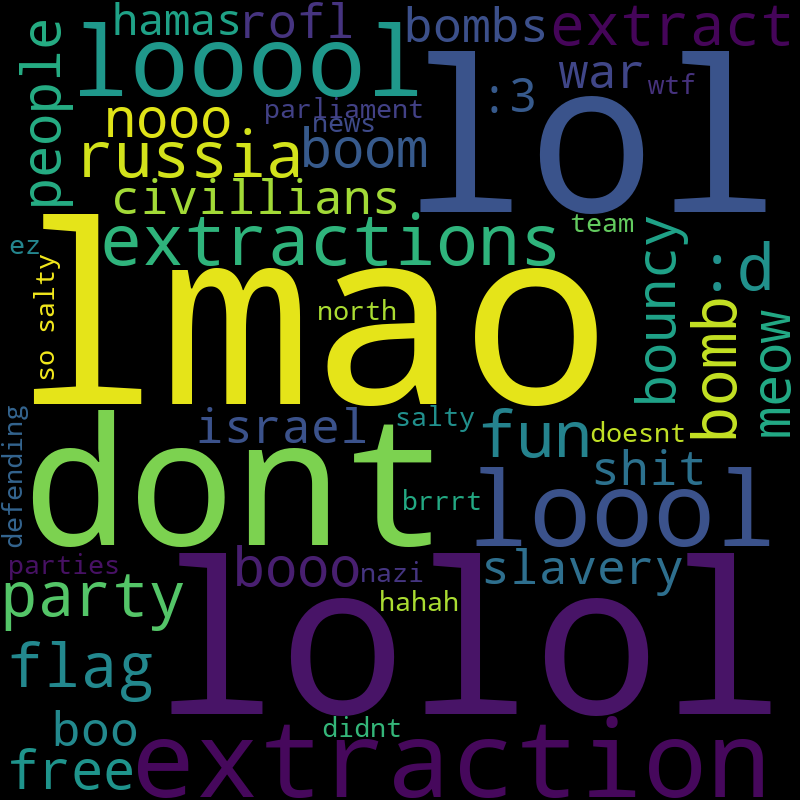 hamas rofl bombs extract
people looool lol war wtf
:3
parliament
news
nooo boom
russia
civillians
extractions team
ez so salty lmao north bouncy :d
bomb meow
israel salty fun doesnt
defending dont shit
brrrt loool
parties booo nazi slavery
party hahah lolol
flag
boo didnt
free extraction